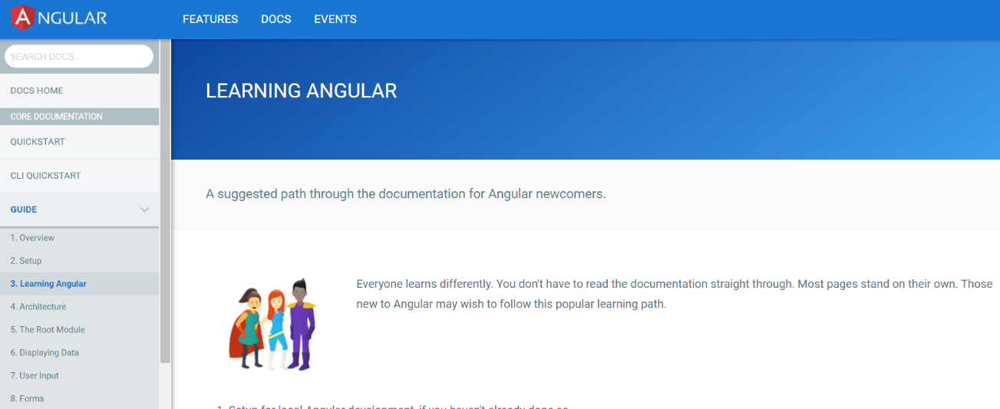 ANGULAR
FEATURES
DOCS
EVENTS
SEARCH DOCS...
DOCS HOME
CORE DOCUMENTATION
QUICKSTART
CLI QUICKSTART
GUIDE
1. Overview
2. Setup
3. Learning Angular
4. Architecture
5. The Root Module
6. Displaying Data
7. User Input
8. Forms
LEARNING ANGULAR
A suggested path through the documentation for Angular newcomers.
Everyone learns differently. You don't have to read the documentation straight through. Most pages stand on their own. Those
new to Angular may wish to follow this popular learning path.
1. Setup for local Angular development, if you haven't already done so.